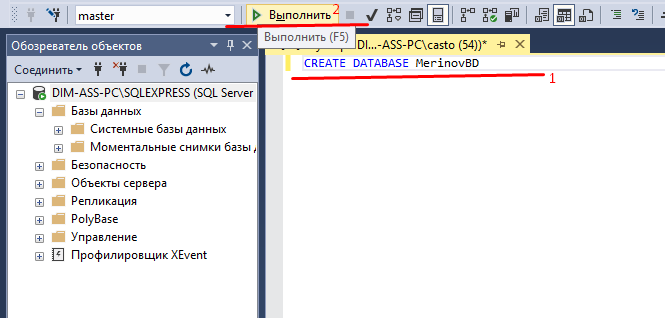 master
Выполнить 2
Выполнить (F5)
Обозреватель объектов
DI...-ASS-PC\casto (54))*
Соединить
CREATE DATABASE MerinovBD
1
DIM-ASS-PC\SQLEXPRESS (SQL Server
Базы данных
Системные базы данных
Моментальные снимки базы
Безопасность
Объекты сервера
Репликация
PolyBase
Управление
Профилировщик XEvent